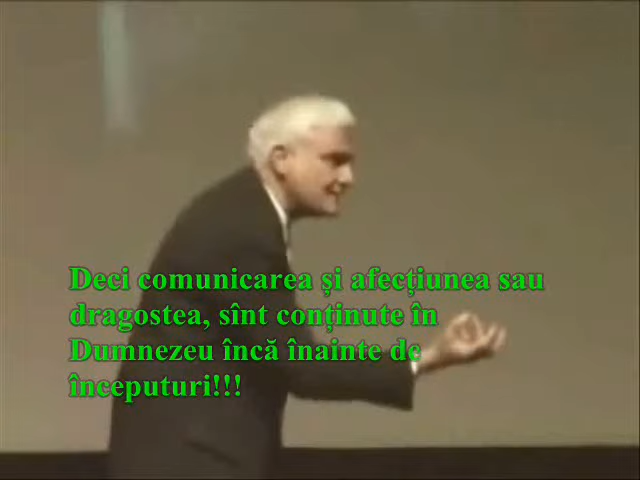 Deci comunicarea și afecțiunea sau
dragostea, sînt conținute în
Dumnezeu încă înainte de
începuturi!!!